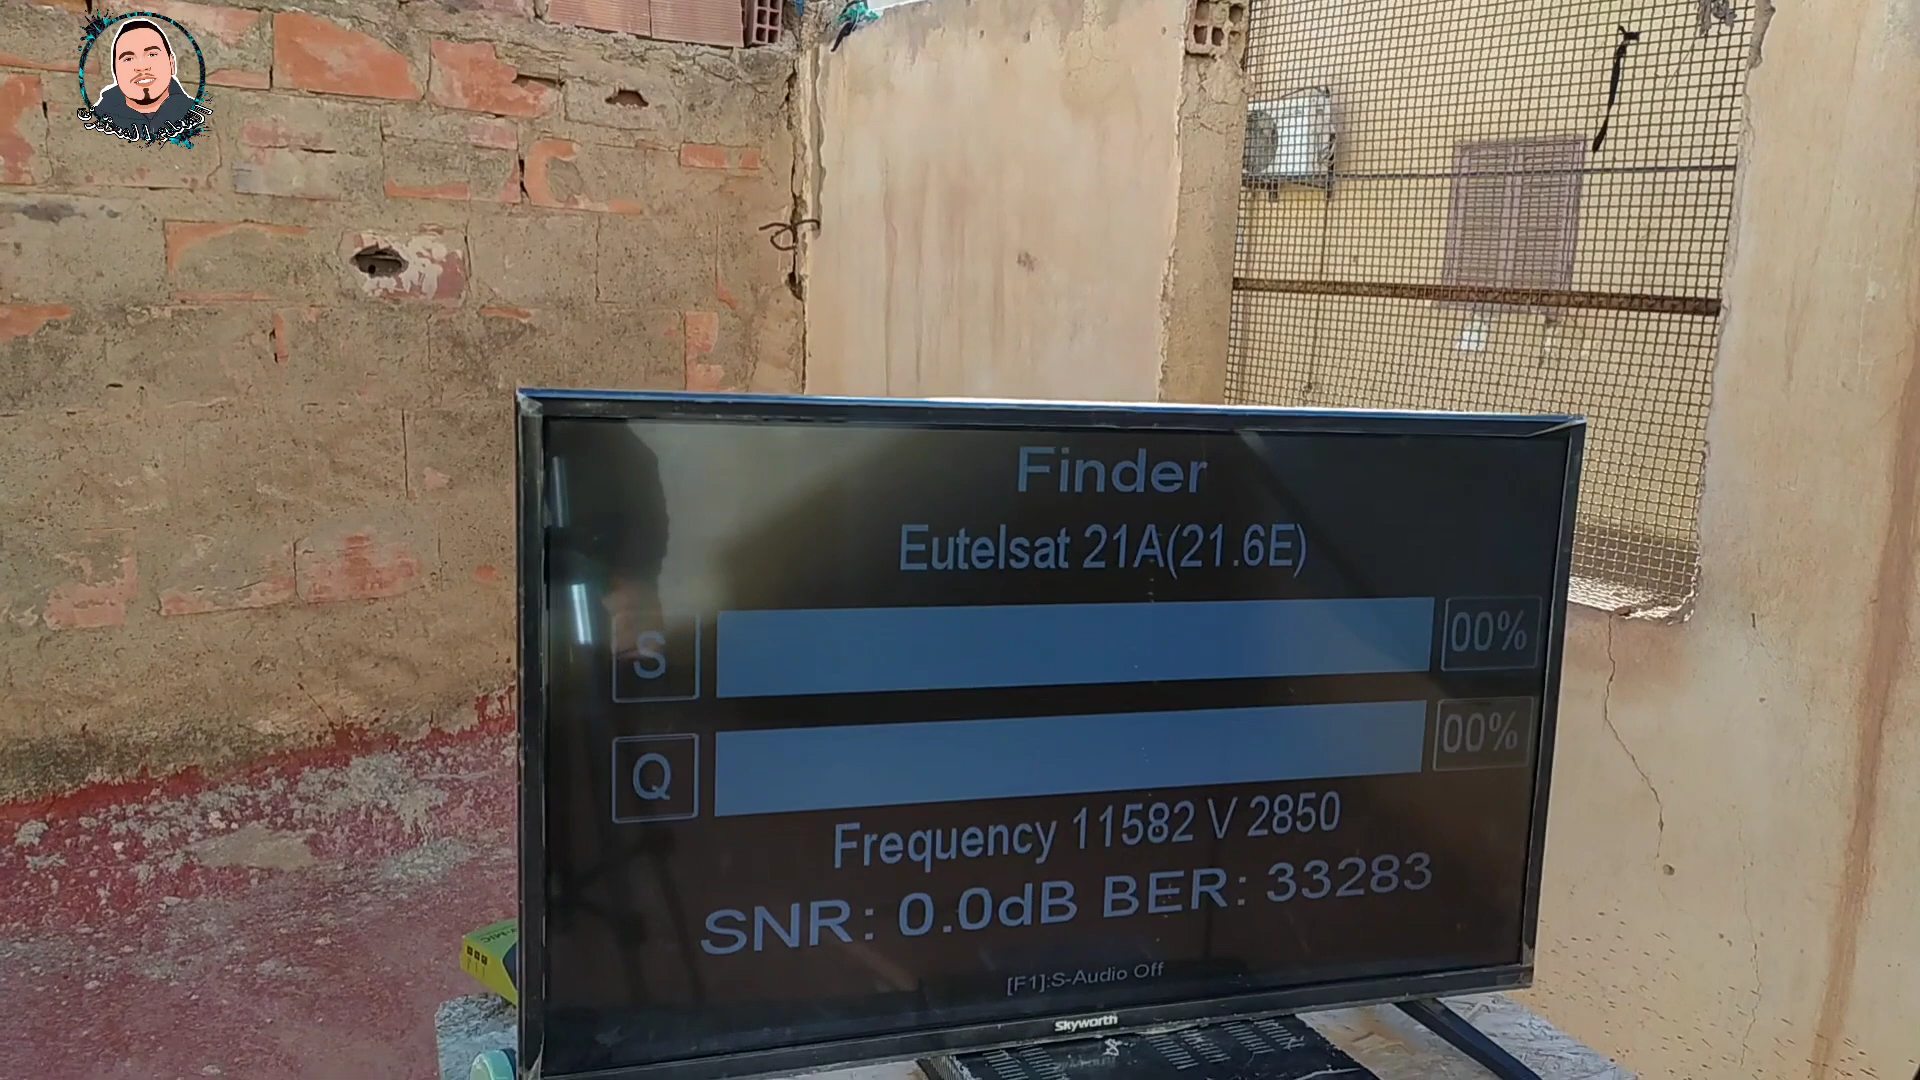 Finder
Eutelsat 21A(21.6E)
S 00%
Q 00%
Frequency 11582 V 2850
SNR: 0.0dB BER: 33283
[F1]:S-Audio Off
Skyworth